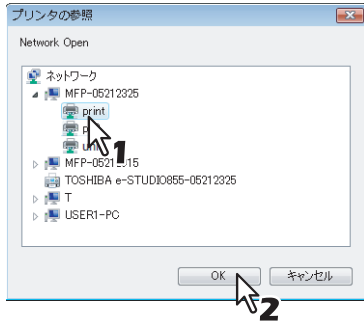 プリンタの参照
Network Open
ネットワーク
MFP-05212325
print
MFP-05212325
TOSHIBA e-STUDIO855-05212325
T
USER1-PC
OK
キャンセル
1
2